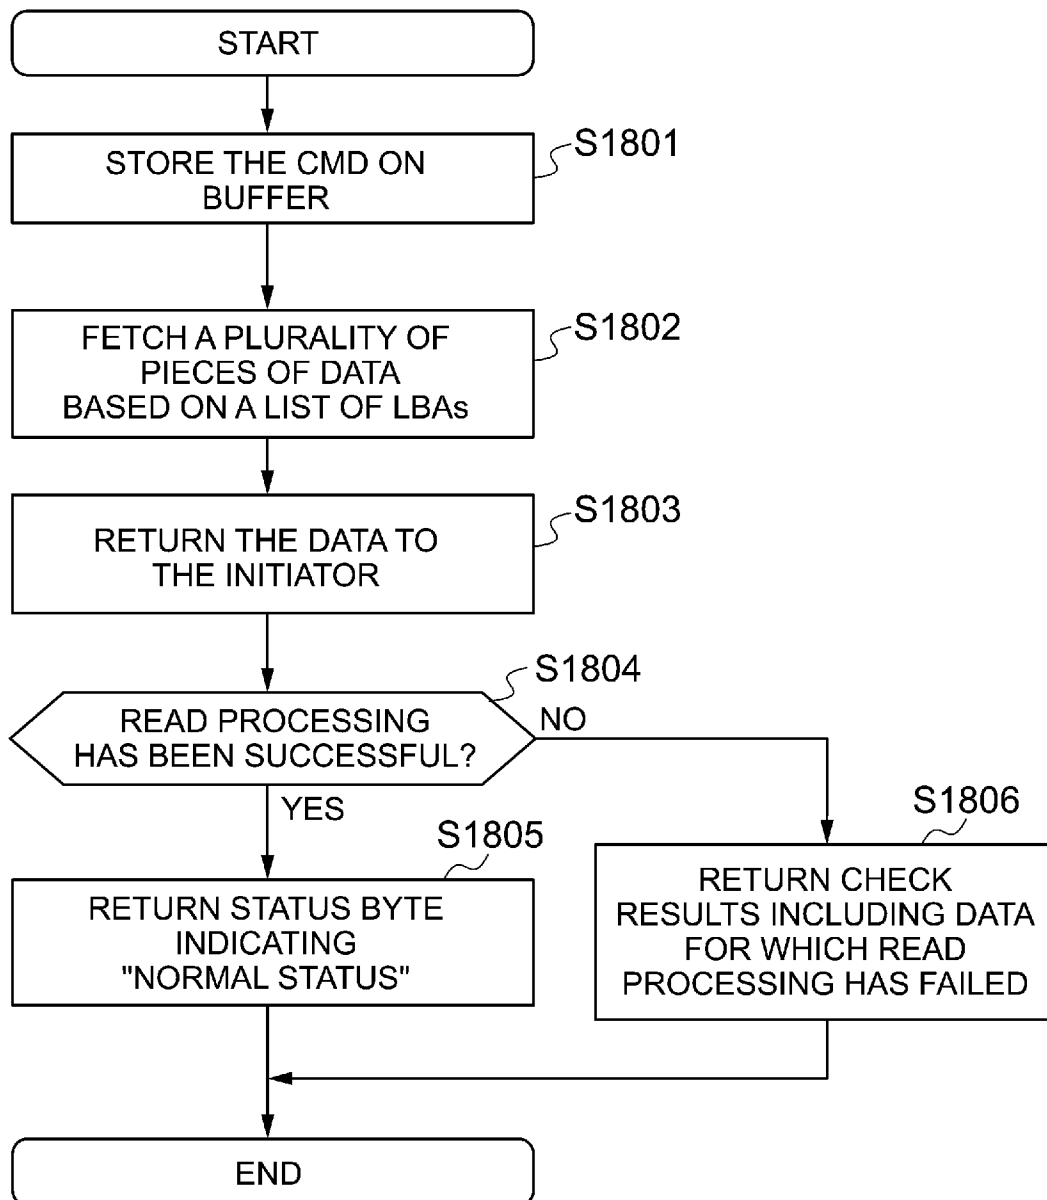 START
S1801
STORE THE CMD ON
BUFFER
S1802
FETCH A PLURALITY OF
PIECES OF DATA
BASED ON A LIST OF LBAs
S1803
RETURN THE DATA TO
THE INITIATOR
S1804
READ PROCESSING
HAS BEEN SUCCESSFUL?
NO
YES
S1805
RETURN STATUS BYTE
INDICATING
"NORMAL STATUS"
S1806
RETURN CHECK
RESULTS INCLUDING DATA
FOR WHICH READ
PROCESSING HAS FAILED
END